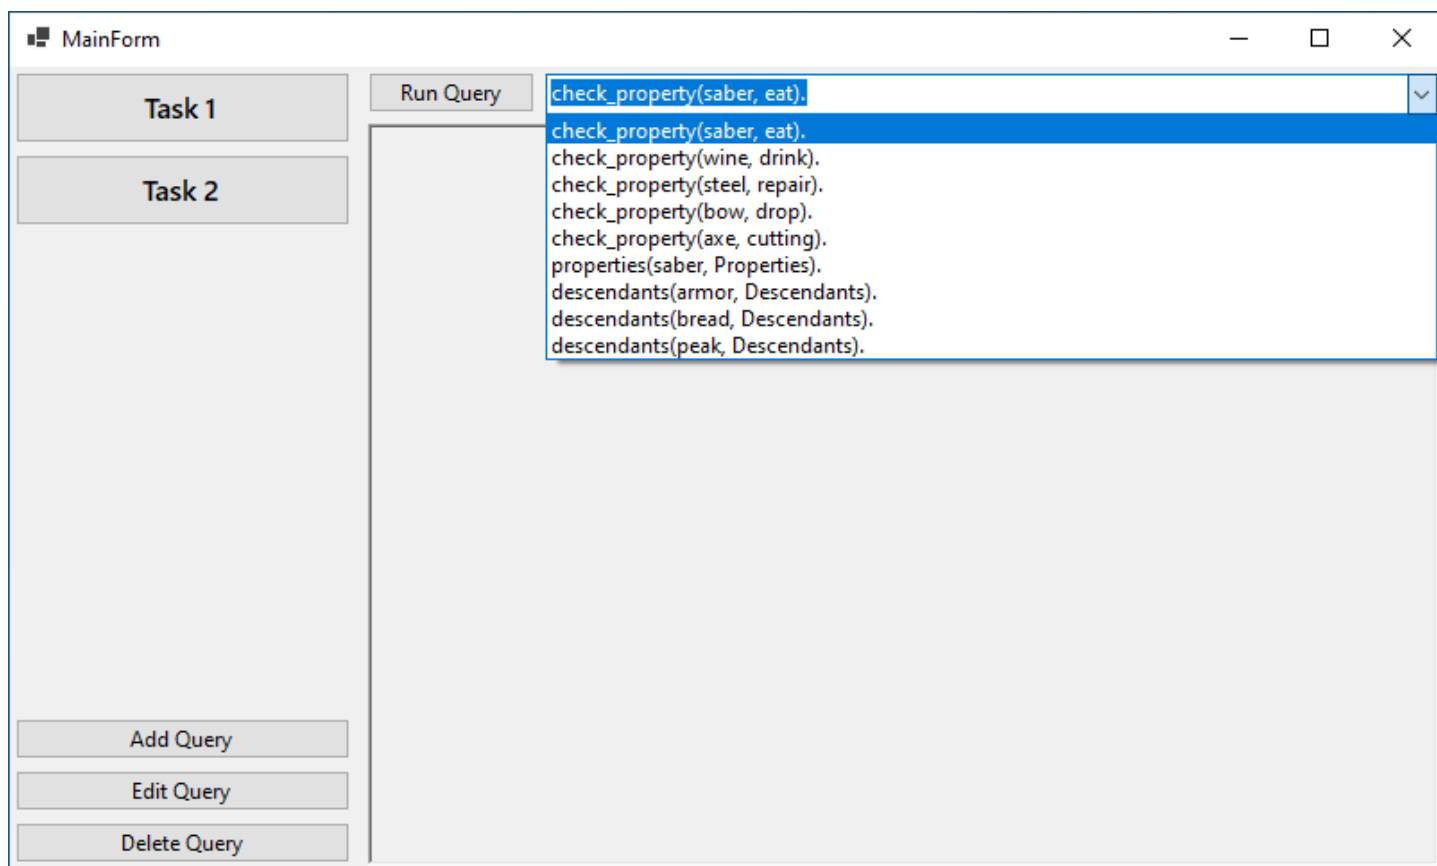 MainForm
Task 1
Task 2
Run Query
check_property(saber, eat).
check_property(saber, eat).
check_property(wine, drink).
check_property(steel, repair).
check_property(bow, drop).
check_property(axe, cutting).
properties(saber, Properties).
descendants(armor, Descendants).
descendants(bread, Descendants).
descendants(peak, Descendants).
Add Query
Edit Query
Delete Query